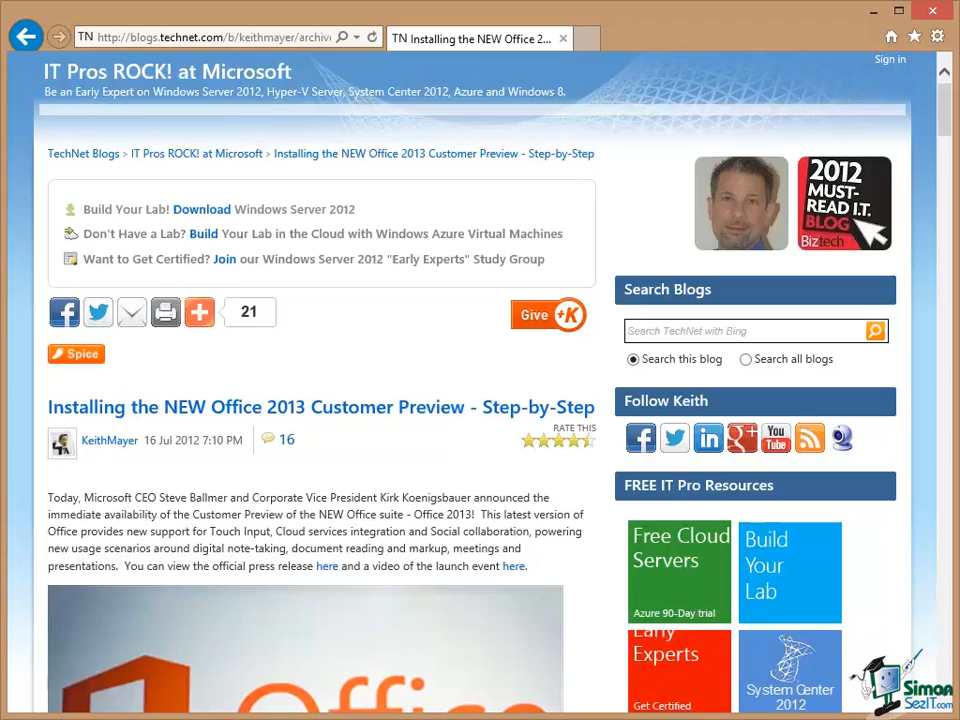 TN http://blogs.technet.com/b/keithmayer/archiv
TN Installing the NEW Office 2...
Sign in
IT Pros ROCK! at Microsoft
Be an Early Expert on Windows Server 2012, Hyper-V Server, System Center 2012, Azure and Windows 8.
TechNet Blogs > IT Pros ROCK! at Microsoft > Installing the NEW Office 2013 Customer Preview - Step-by-Step
Build Your Lab! Download Windows Server 2012
Don't Have a Lab? Build Your Lab in the Cloud with Windows Azure Virtual Machines
Want to Get Certified? Join our Windows Server 2012 "Early Experts" Study Group
21
Give +K
Spice
Installing the NEW Office 2013 Customer Preview - Step-by-Step
KeithMayer 16 Jul 2012 7:10 PM 16
RATE THIS
Today, Microsoft CEO Steve Ballmer and Corporate Vice President Kirk Koenigsbauer announced the
immediate availability of the Customer Preview of the NEW Office suite - Office 2013! This latest version of
Office provides new support for Touch Input, Cloud services integration and Social collaboration, powering
new usage scenarios around digital note-taking, document reading and markup, meetings and
presentations. You can view the official press release here and a video of the launch event here.
Office
2012
MUST-
READ I.T.
BLOG
Biztech
Search Blogs
Search TechNet with Bing
Search this blog
Search all blogs
Follow Keith
You
Tube
FREE IT Pro Resources
Free Cloud
Servers
Azure 90-Day trial
Build
Your
Lab
Early
Experts
Get Certified
System Center
2012
Simon
SezIT.com